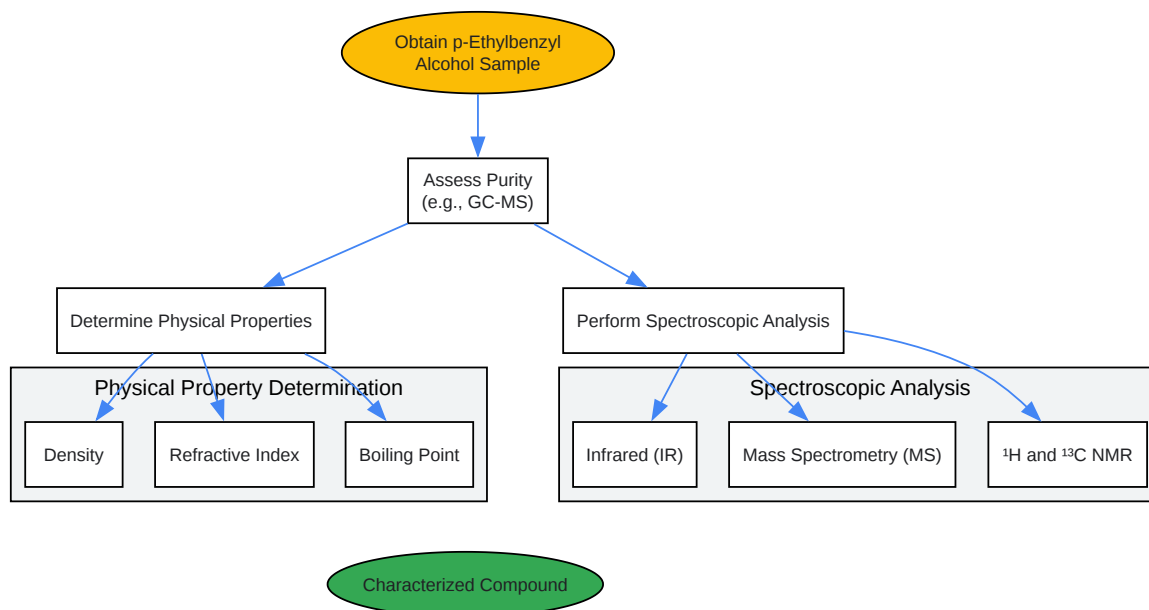 Obtain p-Ethylbenzyl
Alcohol Sample
Assess Purity
(e.g., GC-MS)
Determine Physical Properties
Perform Spectroscopic Analysis
Physical Property Determination
Spectroscopic Analysis
Density
Refractive Index
Boiling Point
Infrared (IR)
Mass Spectrometry (MS)
¹H and ¹³C NMR
Characterized Compound